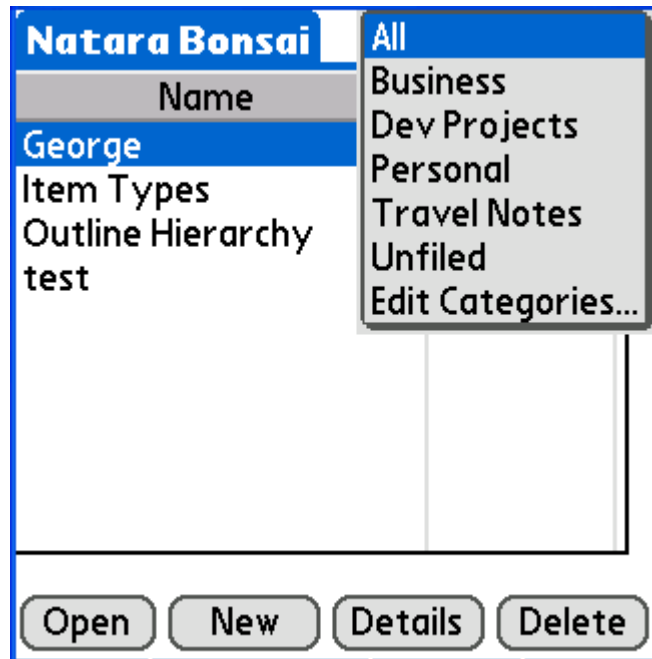 Natara Bonsai
All
Business
Dev Projects
Personal
Travel Notes
Unfiled
Edit Categories...
Name
George
Item Types
Outline Hierarchy
test
Open
New
Details
Delete